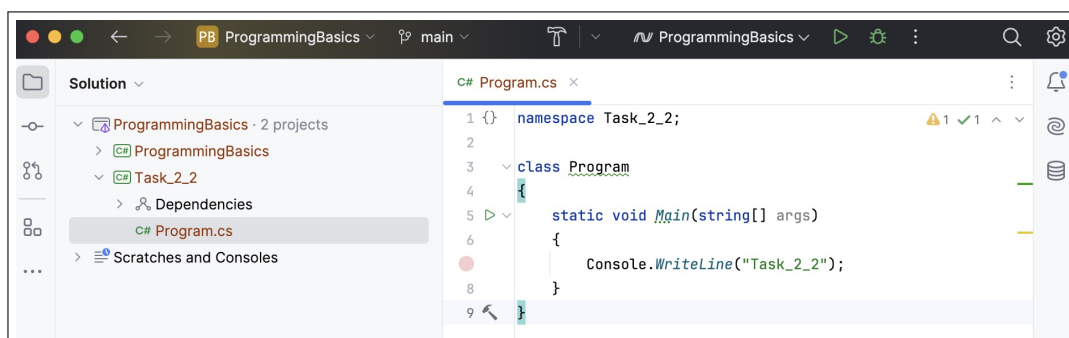 PB ProgrammingBasics main ProgrammingBasics
Solution
ProgrammingBasics · 2 projects
C# ProgrammingBasics
C# Task_2_2
Dependencies
C# Program.cs
Scratches and Consoles
C# Program.cs ×
1 {} namespace Task_2_2;
1 1
2
3 class Program
4 {
5 static void Main(string[] args)
6 {
Console.WriteLine("Task_2_2");
8 }
9 }